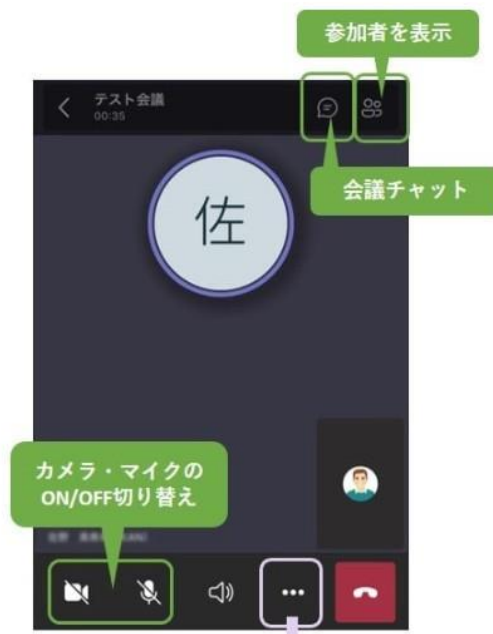 参加者を表示
テスト会議
00:35
会議チャット
佐
カメラ・マイクの
ON/OFF切り替え